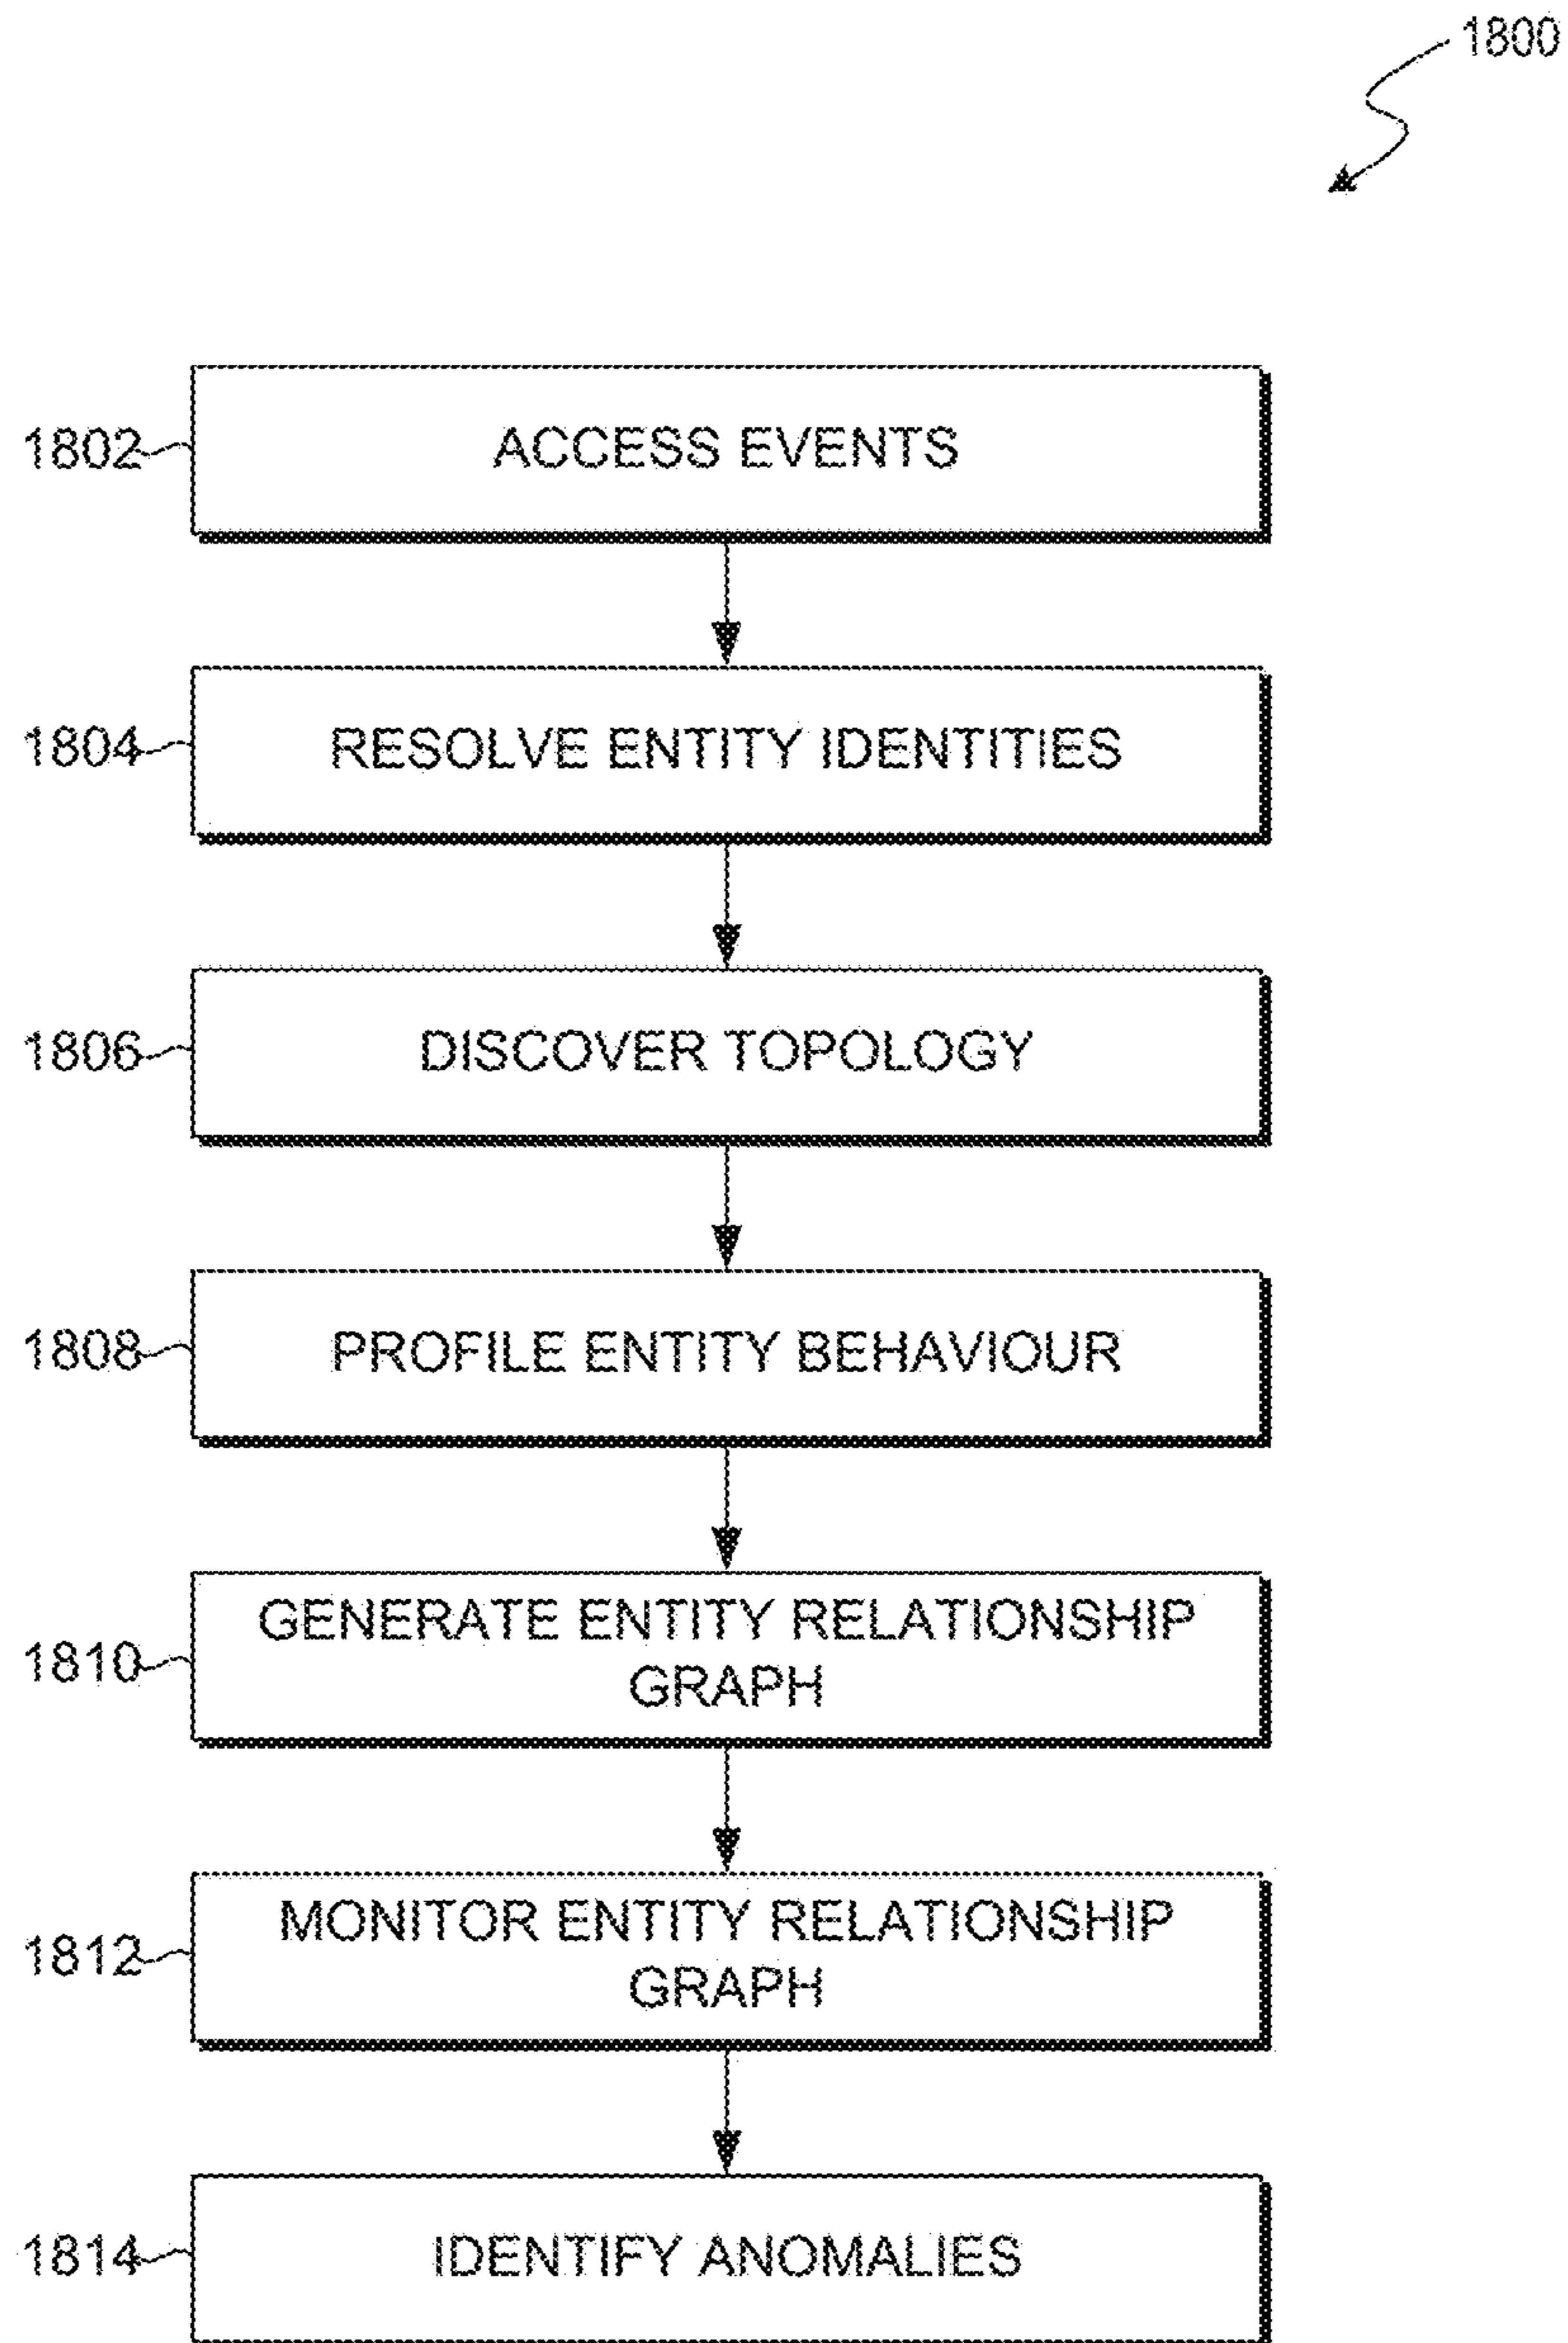 1800
1802
ACCESS EVENTS
1804
RESOLVE ENTITY IDENTITIES
1806
DISCOVER TOPOLOGY
1808
PROFILE ENTITY BEHAVIOUR
1810
GENERATE ENTITY RELATIONSHIP
GRAPH
1812
MONITOR ENTITY RELATIONSHIP
GRAPH
1814
IDENTIFY ANOMALIES